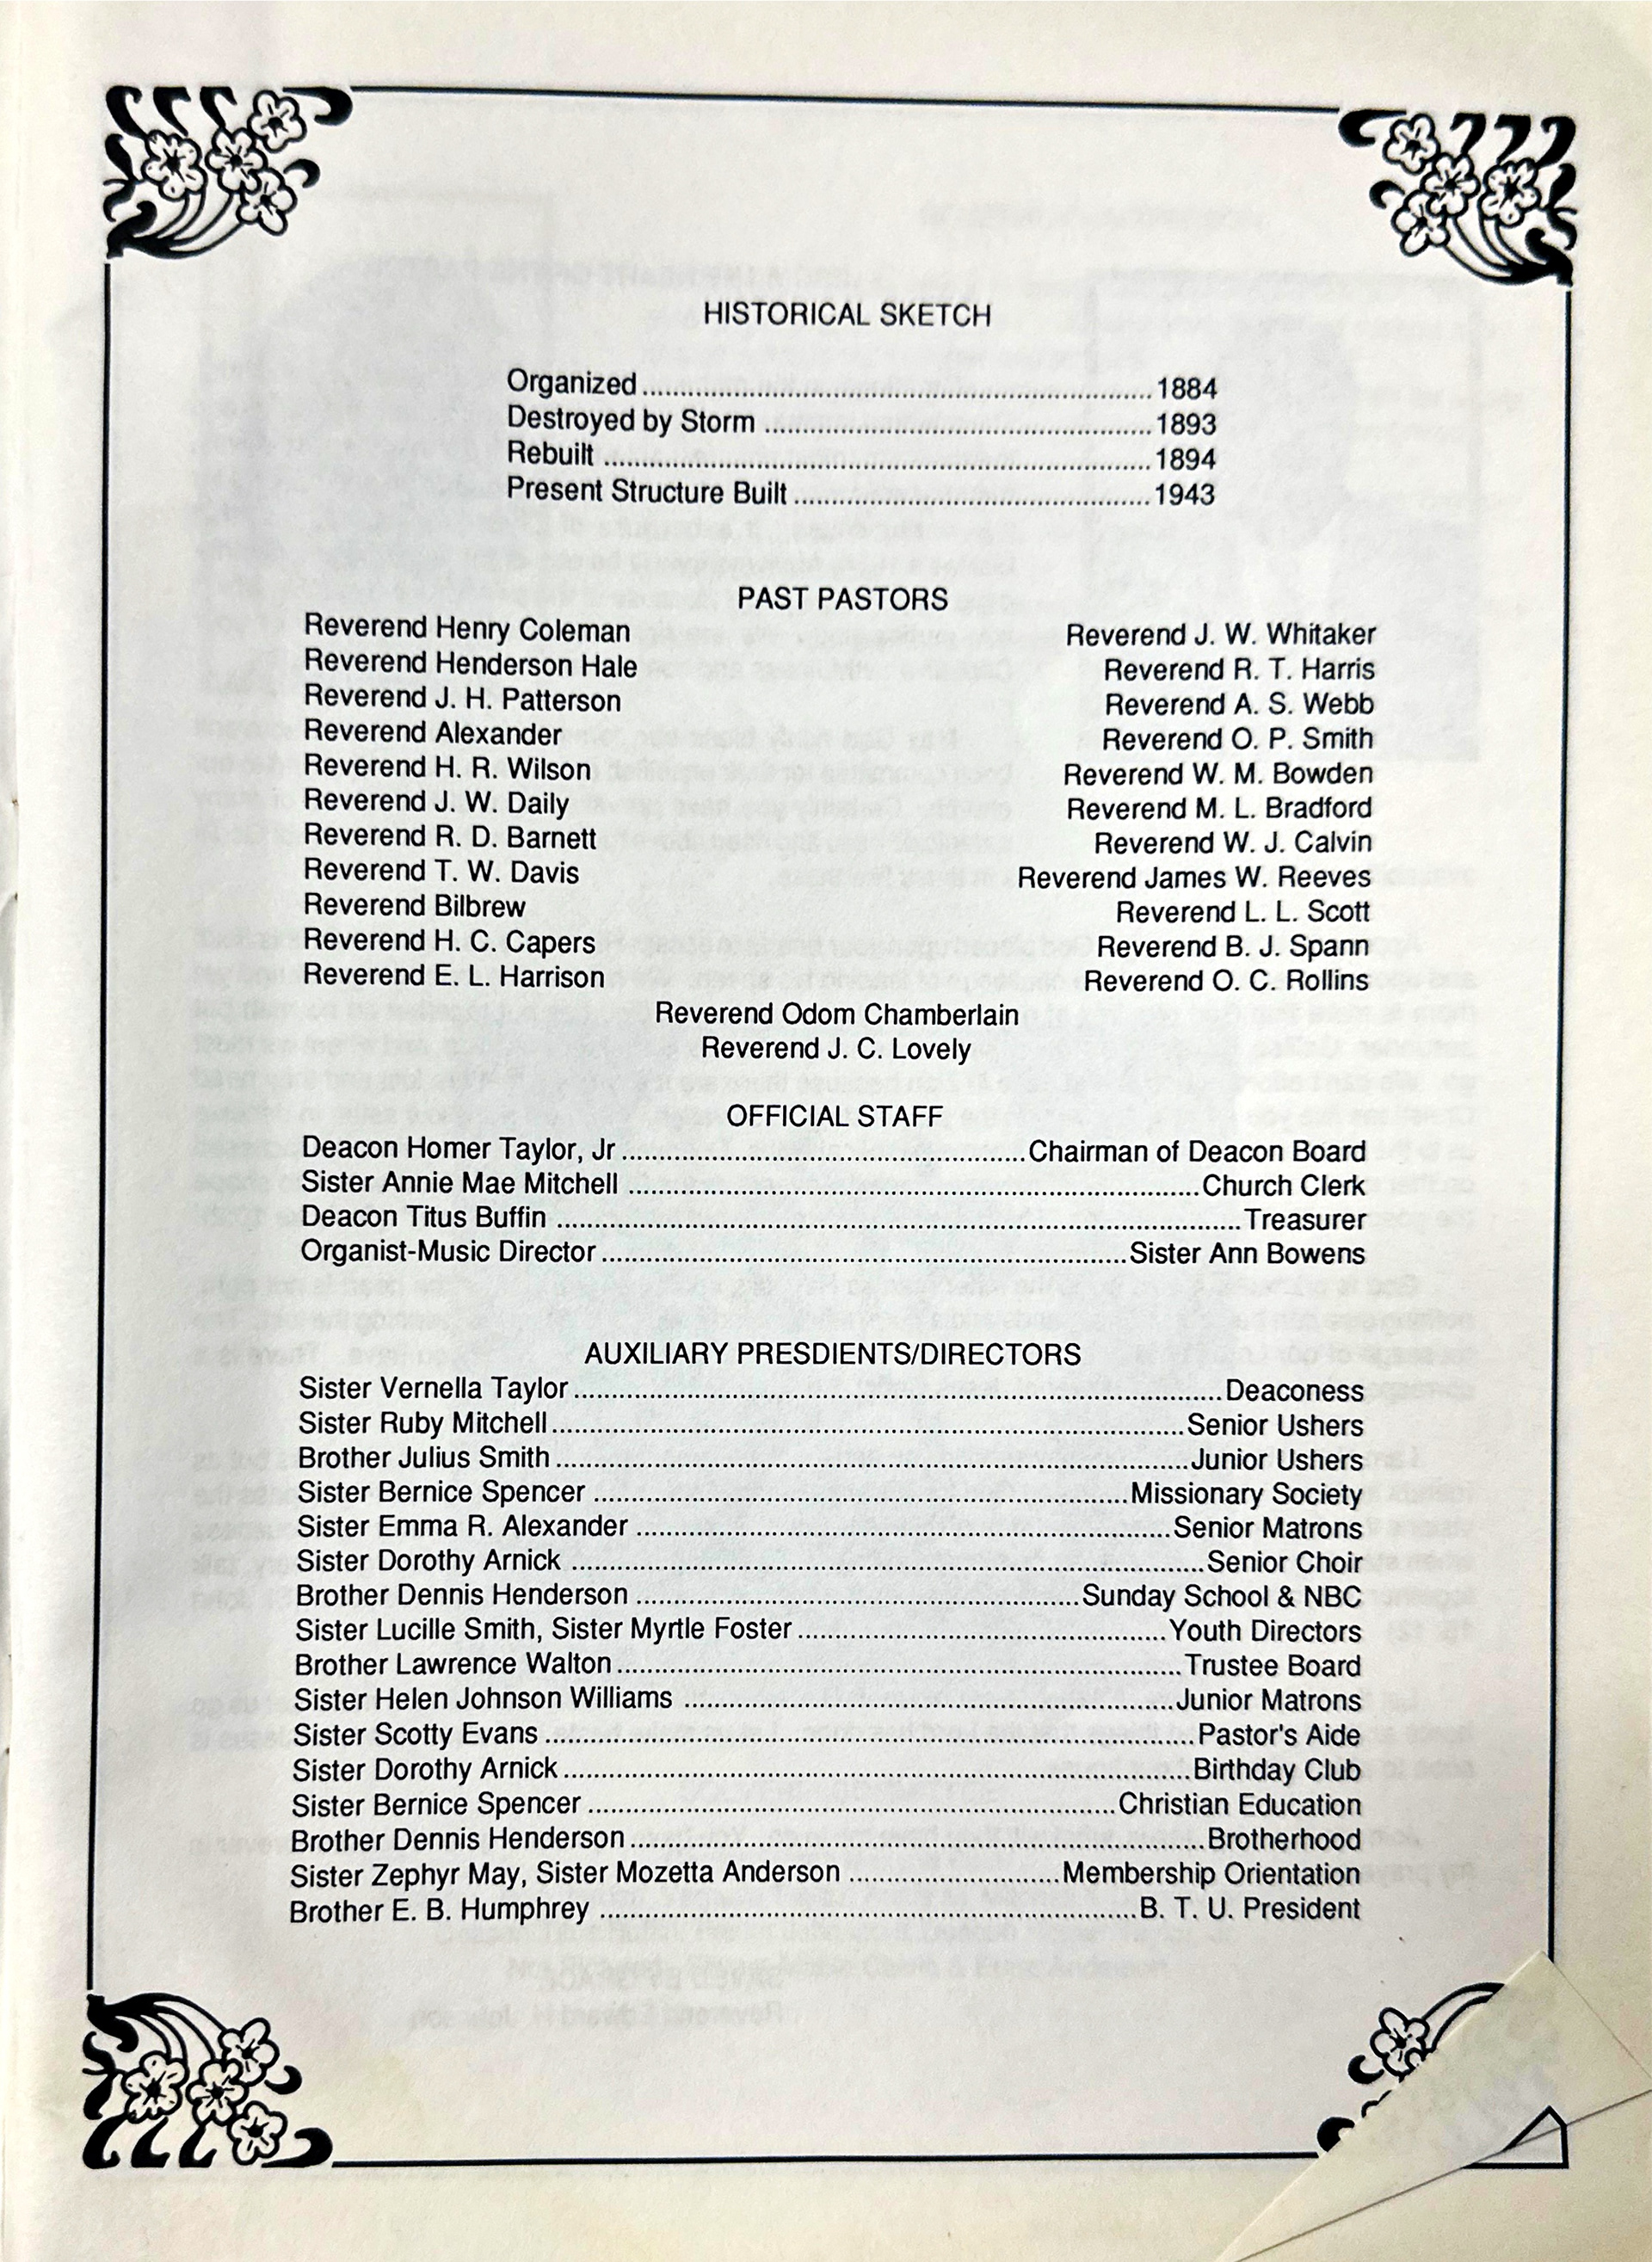 HISTORICAL SKETCH
Organized........................................1884
Destroyed by Storm ........................................1893
Rebuilt ........................................1894
Present Structure Built........................................1943
PAST PASTORS
Reverend Henry Coleman Reverend J. W. Whitaker
Reverend Henderson Hale Reverend R. T. Harris
Reverend J. H. Patterson Reverend A. S. Webb
Reverend Alexander Reverend O. P. Smith
Reverend H. R. Wilson Reverend W. M. Bowden
Reverend J. W. Daily Reverend M. L. Bradford
Reverend R. D. Barnett Reverend W. J. Calvin
Reverend T. W. Davis Reverend James W. Reeves
Reverend Bilbrew Reverend L. L. Scott
Reverend H. C. Capers Reverend B. J. Spann
Reverend E. L. Harrison Reverend O. C. Rollins
Reverend Odom Chamberlain
Reverend J. C. Lovely
OFFICIAL STAFF
Deacon Homer Taylor, Jr........................................Chairman of Deacon Board
Sister Annie Mae Mitchell ........................................Church Clerk
Deacon Titus Buffin ........................................Treasurer
Organist-Music Director........................................Sister Ann Bowens
AUXILIARY PRESDIENTS/DIRECTORS
Sister Vernella Taylor........................................Deaconess
Sister Ruby Mitchell........................................Senior Ushers
Brother Julius Smith........................................Junior Ushers
Sister Bernice Spencer ........................................Missionary Society
Sister Emma R. Alexander ........................................Senior Matrons
Sister Dorothy Arnick ........................................Senior Choir
Brother Dennis Henderson ........................................Sunday School & NBC
Sister Lucille Smith, Sister Myrtle Foster........................................Youth Directors
Brother Lawrence Walton........................................Trustee Board
Sister Helen Johnson Williams ........................................Junior Matrons
Sister Scotty Evans........................................Pastor's Aide
Sister Dorothy Arnick........................................Birthday Club
Sister Bernice Spencer........................................Christian Education
Brother Dennis Henderson........................................Brotherhood
Sister Zephyr May, Sister Mozetta Anderson ........................................Membership Orientation
Brother E. B. Humphrey ........................................B. T. U. President